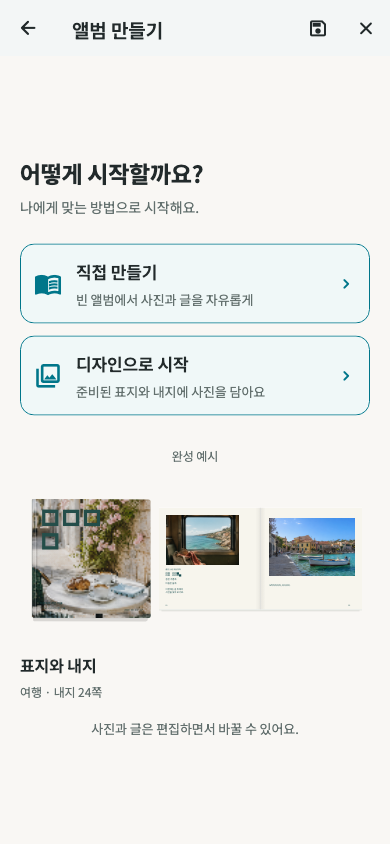 앨범 만들기
어떻게 시작할까요?
나에게 맞는 방법으로 시작해요.
직접 만들기
빈 앨범에서 사진과 글을 자유롭게
디자인으로 시작
준비된 표지와 내지에 사진을 담아요
완성 예시
표지와 내지
여행 · 내지 24쪽
사진과 글은 편집하면서 바꿀 수 있어요.